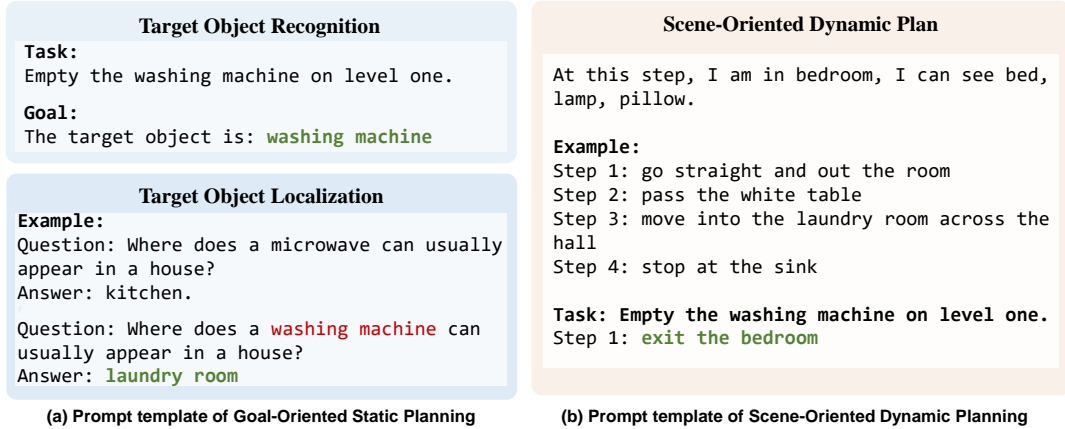 Target Object Recognition
Task:
Empty the washing machine on level one.
Goal:
The target object is: washing machine
Target Object Localization
Example:
Question: Where does a microwave can usually
appear in a house?
Answer: kitchen.
Question: Where does a washing machine can
usually appear in a house?
Answer: laundry room
(a) Prompt template of Goal-Oriented Static Planning
Scene-Oriented Dynamic Plan
At this step, I am in bedroom, I can see bed,
lamp, pillow.
Example:
Step 1: go straight and out the room
Step 2: pass the white table
Step 3: move into the laundry room across the
hall
Step 4: stop at the sink
Task: Empty the washing machine on level one.
Step 1: exit the bedroom
(b) Prompt template of Scene-Oriented Dynamic Planning